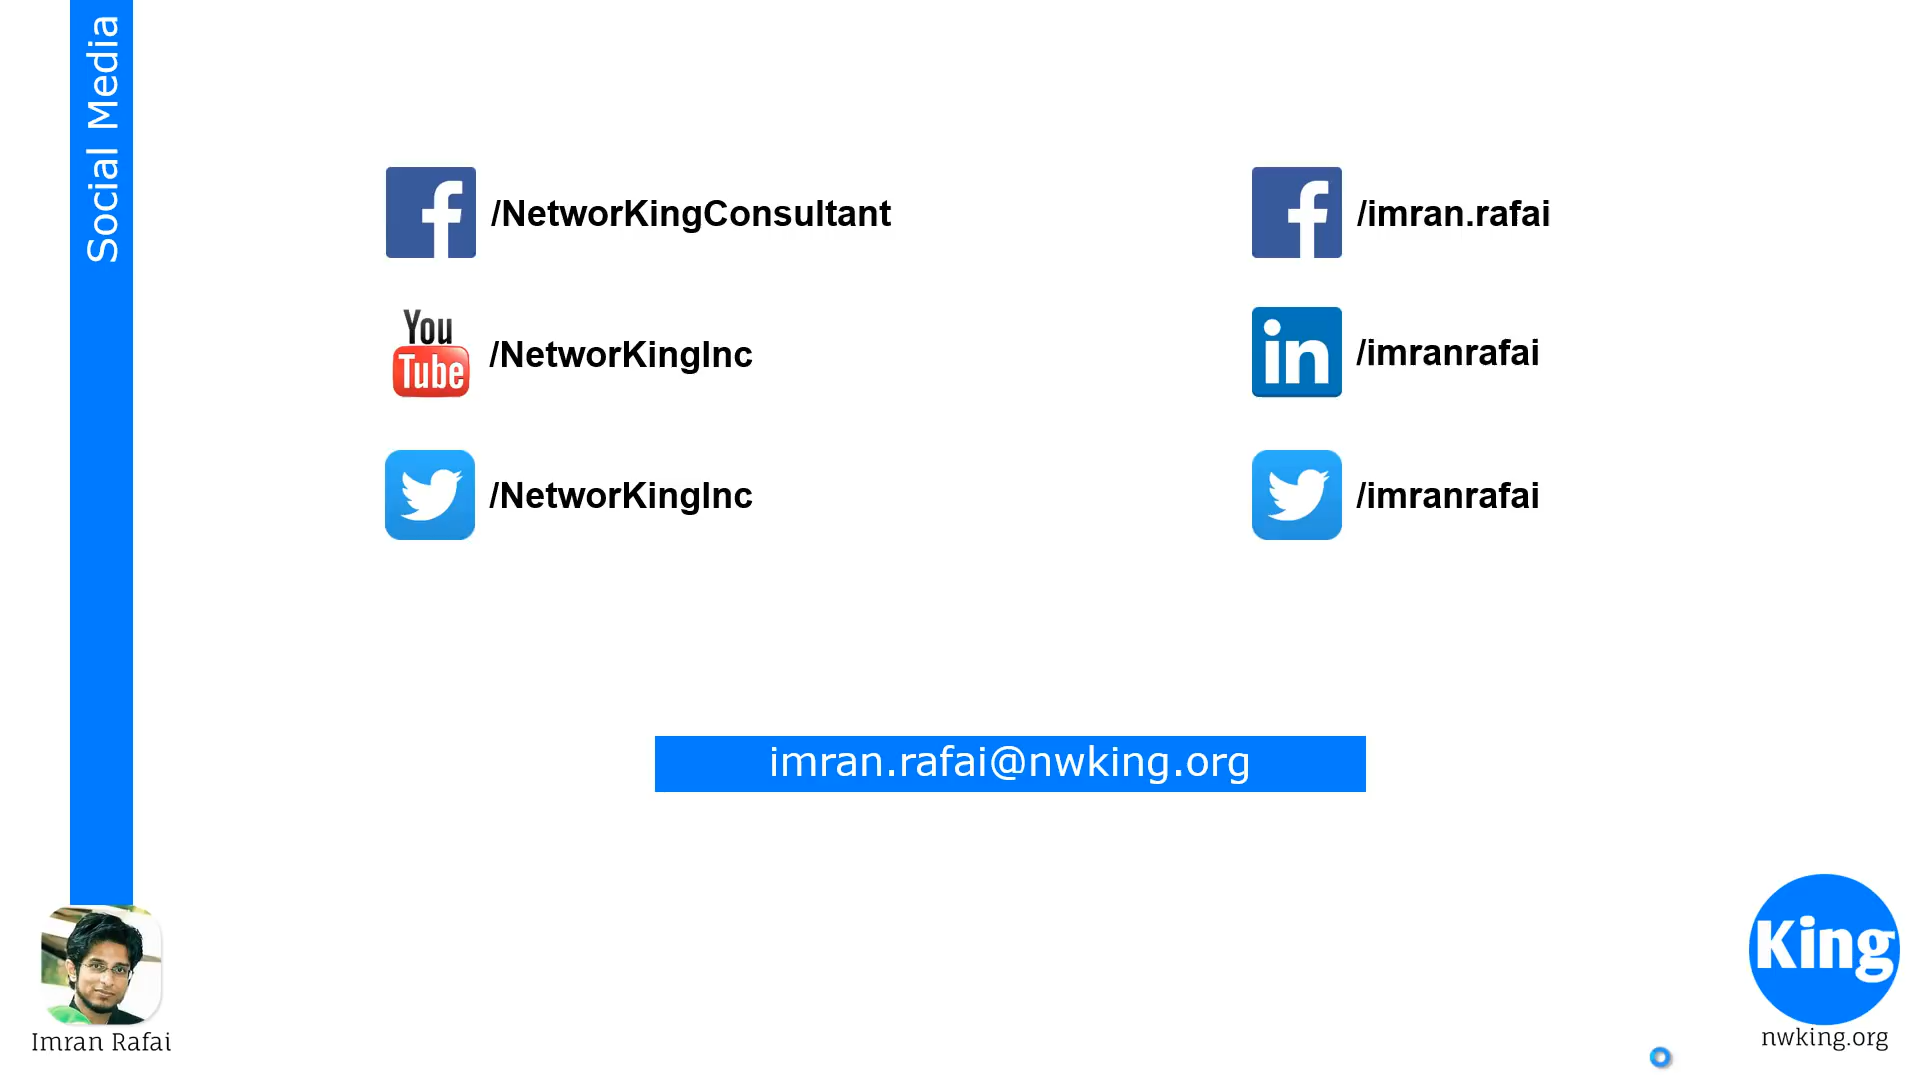 Social Media
/NetworKingConsultant
/imran.rafai
You
Tube
/NetworKingInc
in
/imranrafai
/NetworKingInc
/imranrafai
imran.rafai@nwking.org
King
Imran Rafai
nwking.org